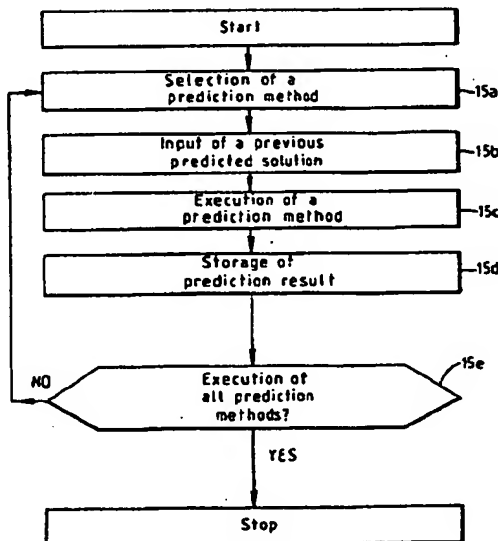 Start
Selection of a
prediction method
15a
Input of a previous
predicted solution
15b
Execution of a
prediction method
15c
Storage of
prediction result
15d
15e
NO
Execution of
all prediction
methods?
YES
Stop